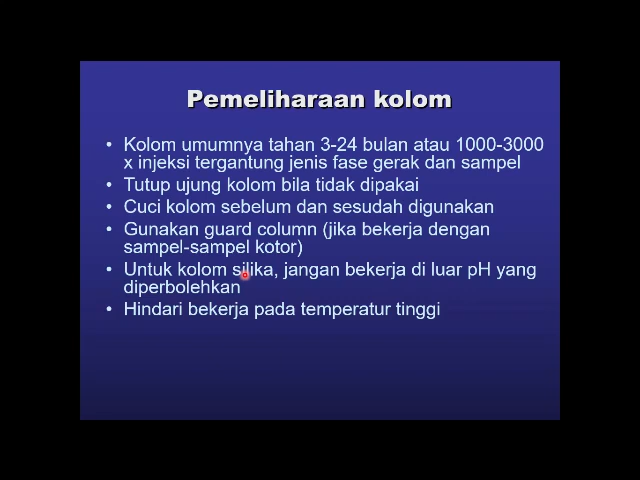 Pemeliharaan kolom
• Kolom umumnya tahan 3-24 bulan atau 1000-3000
x injeksi tergantung jenis fase gerak dan sampel
• Tutup ujung kolom bila tidak dipakai
• Cuci kolom sebelum dan sesudah digunakan
• Gunakan guard column (jika bekerja dengan
sampel-sampel kotor)
• Untuk kolom silika, jangan bekerja di luar pH yang
diperbolehkan
• Hindari bekerja pada temperatur tinggi